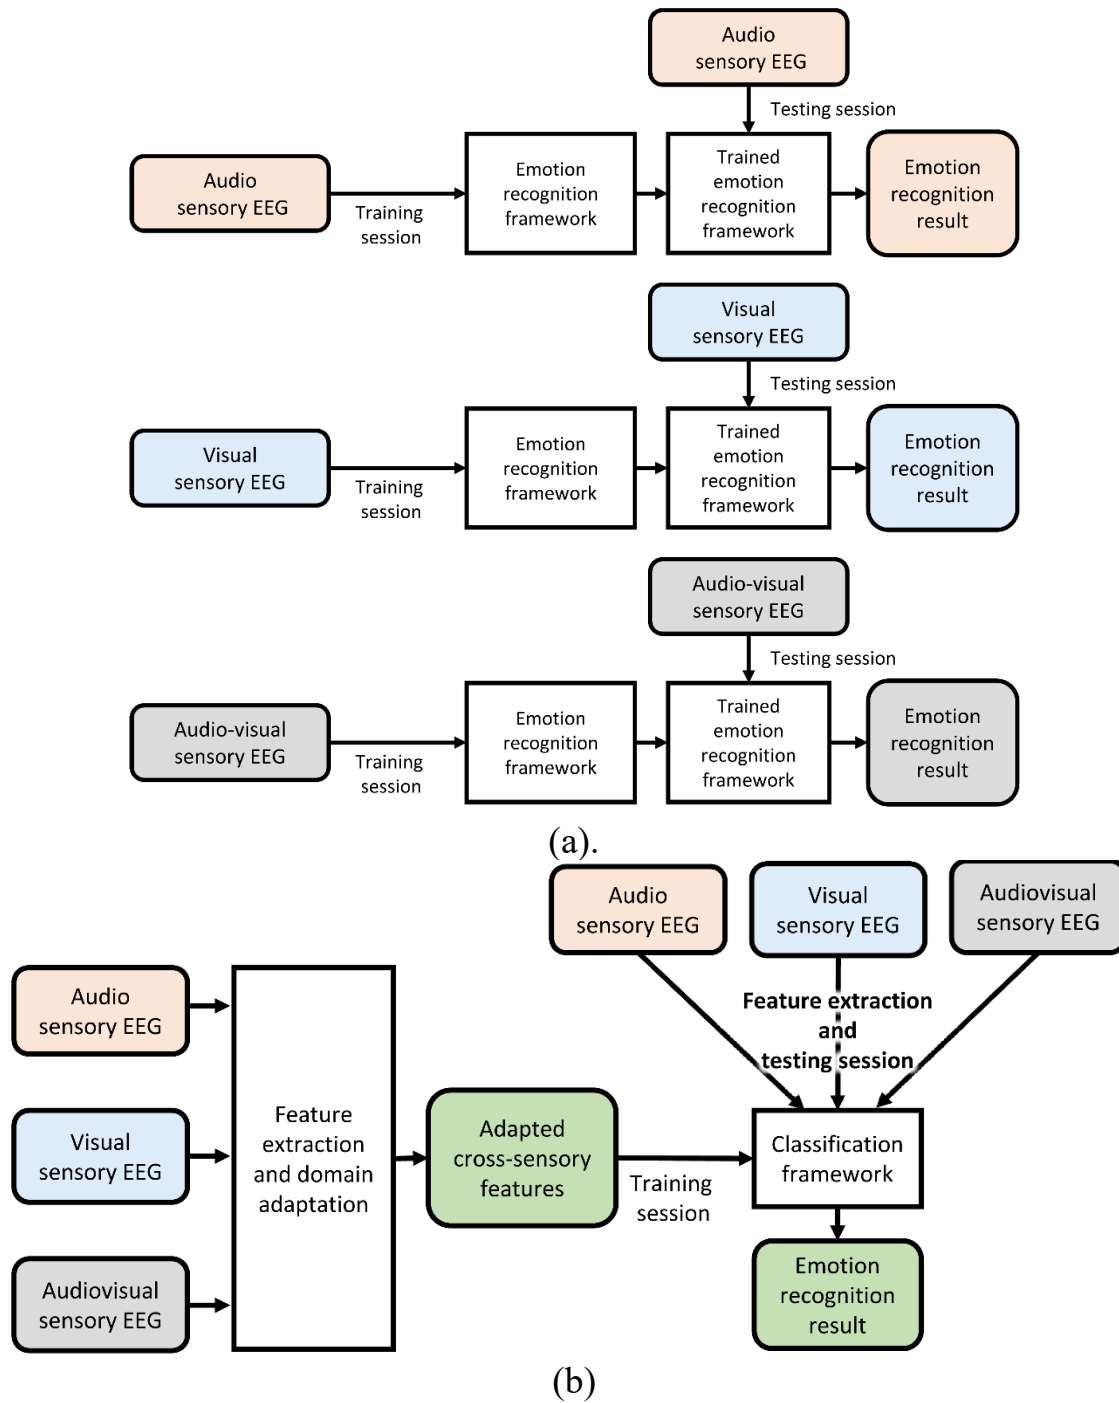 Audio
sensory EEG
Testing session
Audio
sensory EEG
Training
session
Emotion
recognition
framework
Trained
emotion
recognition
framework
Emotion
recognition
result
Visual
sensory EEG
Testing session
Visual
sensory EEG
Training
session
Emotion
recognition
framework
Trained
emotion
recognition
framework
Emotion
recognition
result
Audio-visual
sensory EEG
Testing session
Audio-visual
sensory EEG
Training
session
Emotion
recognition
framework
Trained
emotion
recognition
framework
Emotion
recognition
result
(a).
Audio
sensory EEG
Visual
sensory EEG
Audiovisual
sensory EEG
Feature extraction
and
testing session
Audio
sensory EEG
Visual
sensory EEG
Audiovisual
sensory EEG
Feature
extraction
and domain
adaptation
Adapted
cross-sensory
features
Training
session
Classification
framework
Emotion
recognition
result
(b)